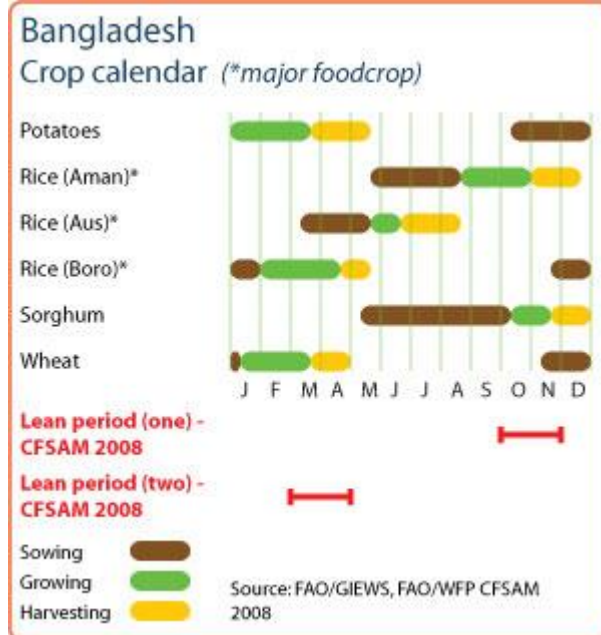 Bangladesh
Crop calendar (*major foodcrop)
Potatoes
Rice (Aman)*
Rice (Aus)*
Rice (Boro)*
Sorghum
Wheat
J F M A M J J A S O N D
Lean period (one) -
CFSAM 2008
Lean period (two) -
CFSAM 2008
Sowing
Growing
Harvesting
Source: FAO/GIEWS, FAO/WFP CFSAM
2008